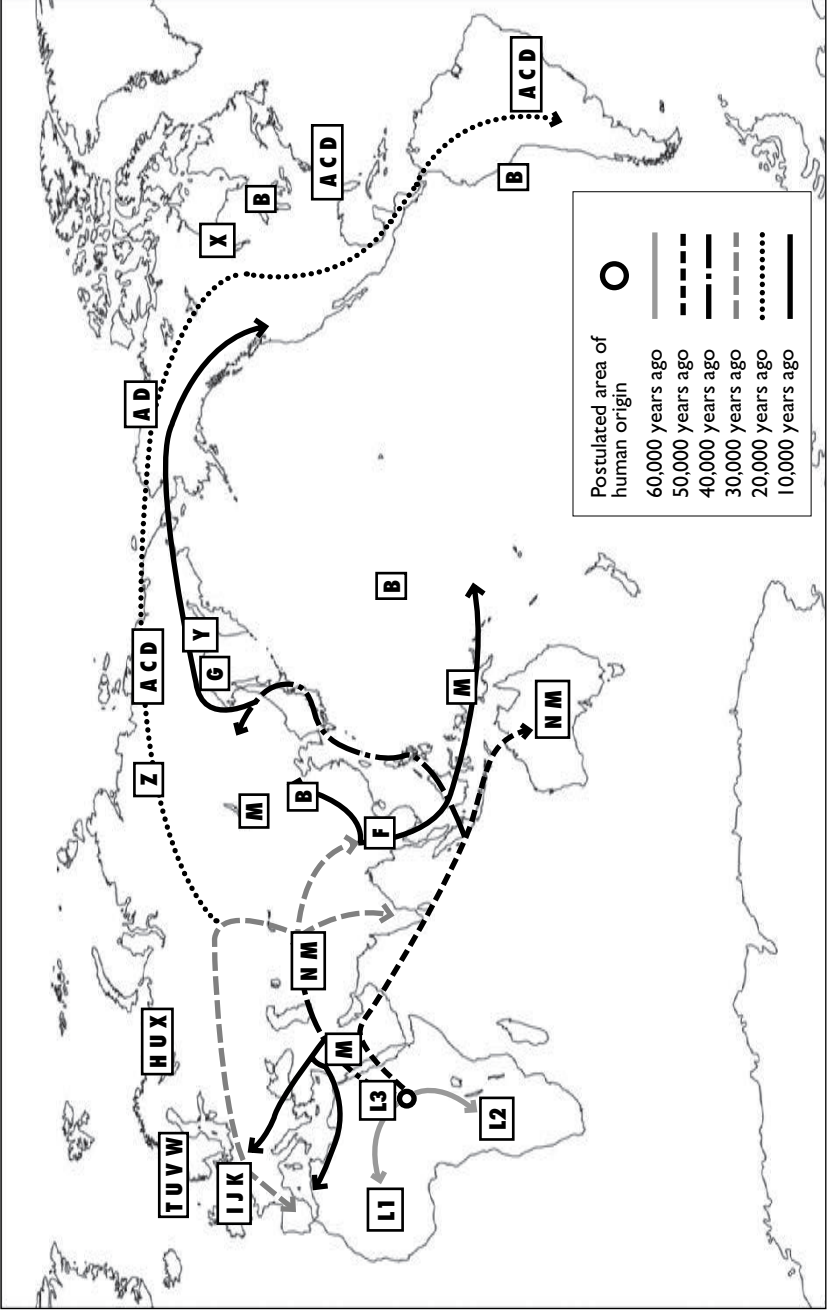 A D
Z
A C D
H U X
T U V W
Y
G
X
I J K
M
B
B
N M
A C D
M
L3
F
L1
B
M
L2
B
A C D
N M
Postulated area of
human origin
60,000 years ago
50,000 years ago
40,000 years ago
30,000 years ago
20,000 years ago
10,000 years ago